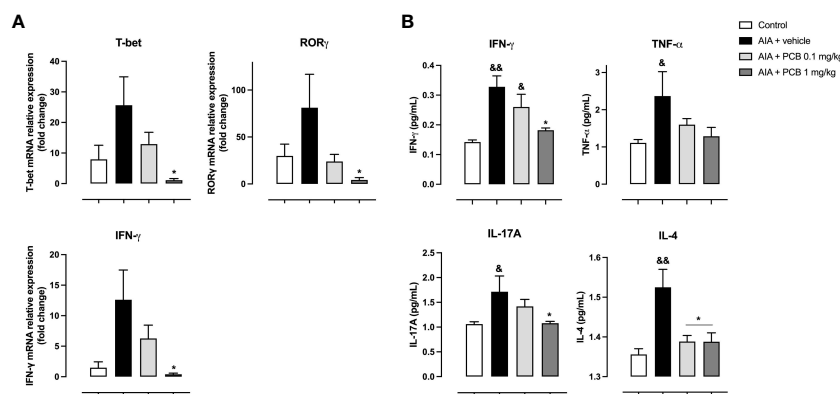 A
B
Control
AIA + vehicle
AIA + PCB 0.1 mg/kg
AIA + PCB 1 mg/kg
T-bet
T-bet mRNA relative expression
(fold change)
40
30
20
10
0
*
RORγ
RORγ mRNA relative expression
(fold change)
100
50
0
*
IFN-γ
IFN-γ (pg/mL)
0.4
0.3
0.2
0.1
0.0
&&
&
*
TNF-α
TNF-α (pg/mL)
3
2
1
0
&
IFN-γ
IFN-γ mRNA relative expression
(fold change)
20
15
10
5
0
*
IL-17A
IL-17A (pg/mL)
2.5
2.0
1.5
1.0
0.5
0.0
&
*
IL-4
IL-4 (pg/mL)
1.6
1.5
1.4
1.3
&&
*